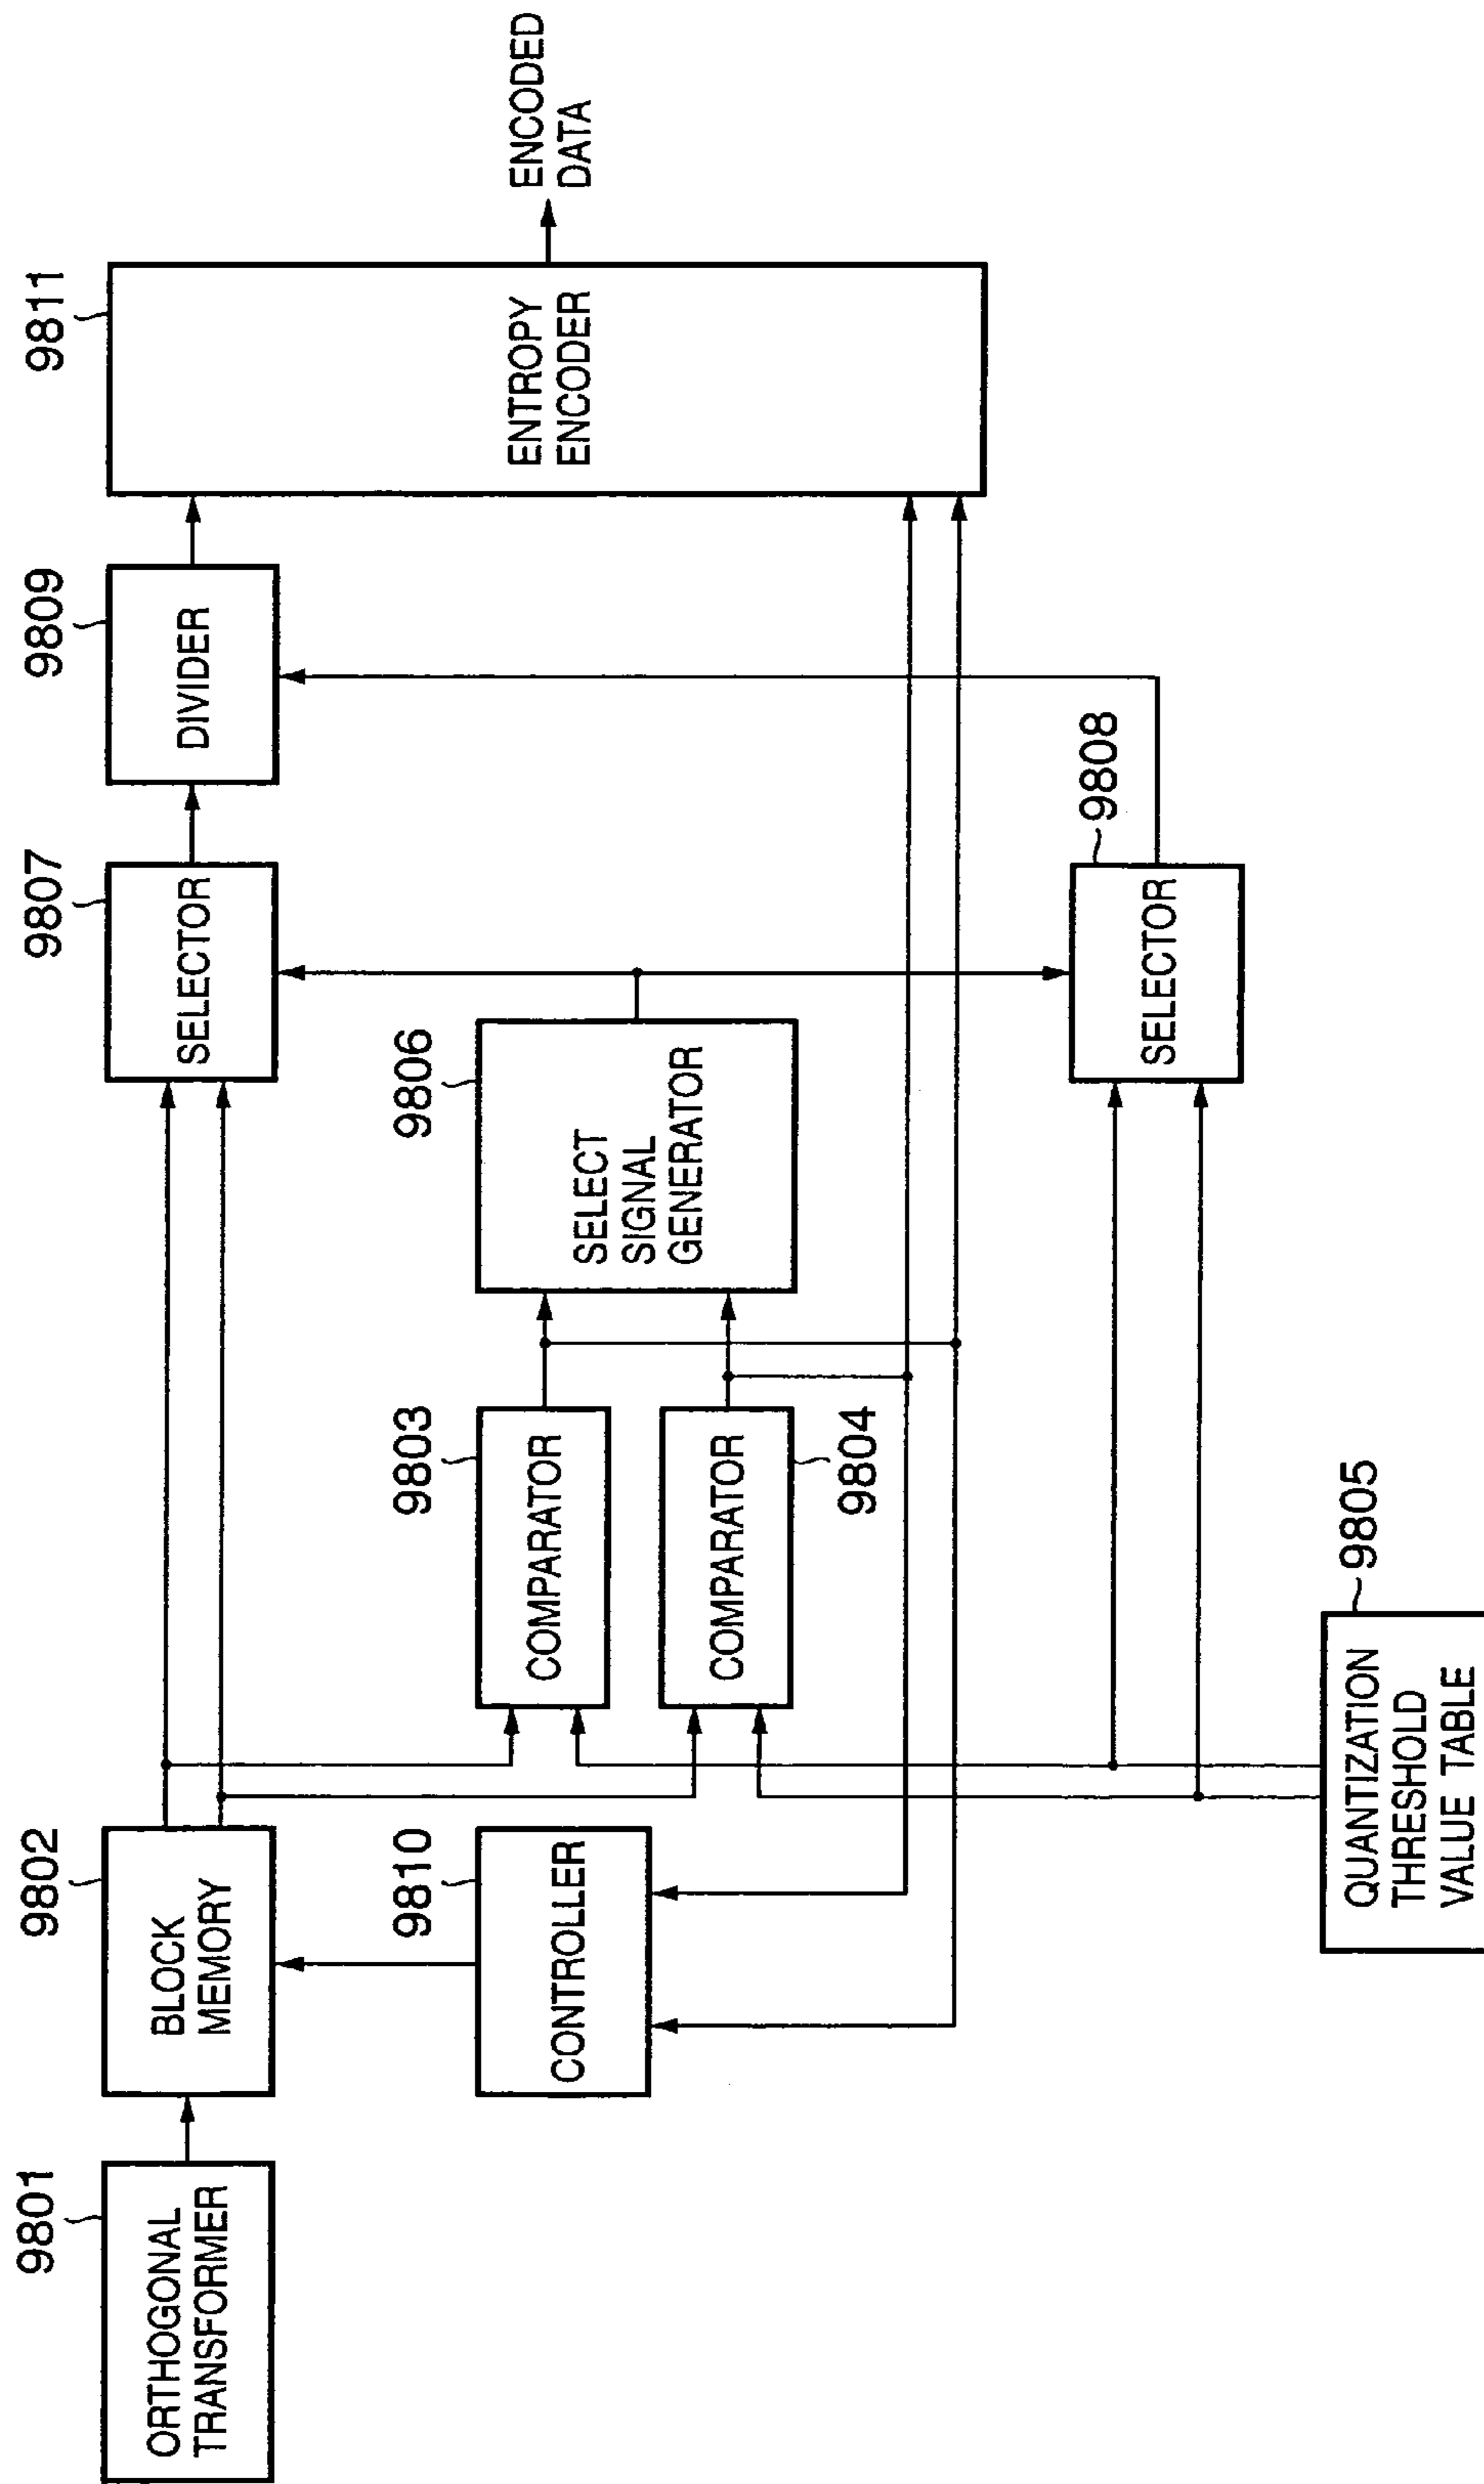 9801
ORTHOGONAL
TRANSFORMER
9802
BLOCK
MEMORY
9810
CONTROLLER
9803
COMPARATOR
COMPARATOR
9804
9805
QUANTIZATION
THRESHOLD
VALUE TABLE
9806
SELECT
SIGNAL
GENERATOR
9807
SELECTOR
9808
SELECTOR
9809
DIVIDER
9811
ENTROPY
ENCODER
ENCODED
DATA